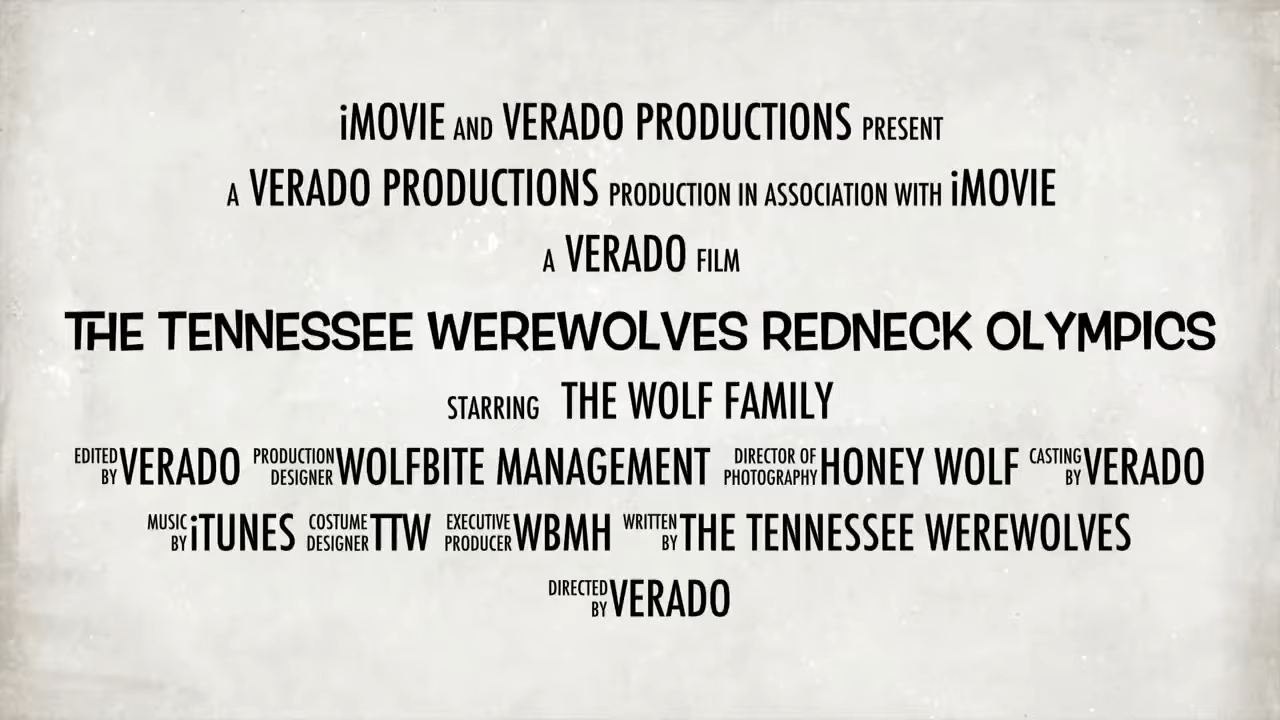 iMOVIE AND VERADO PRODUCTIONS PRESENT
A VERADO PRODUCTIONS PRODUCTION IN ASSOCIATION WITH iMOVIE
A VERADO FILM
THE TENNESSEE WEREWOLVES REDNECK OLYMPICS
STARRING THE WOLF FAMILY
EDITED BY VERADO PRODUCTION DESIGNER WOLFBITE MANAGEMENT DIRECTOR OF PHOTOGRAPHY HONEY WOLF CASTING BY VERADO
MUSIC BY iTUNES COSTUME DESIGNER TTW EXECUTIVE PRODUCER WBMH WRITTEN BY THE TENNESSEE WEREWOLVES
DIRECTED BY VERADO